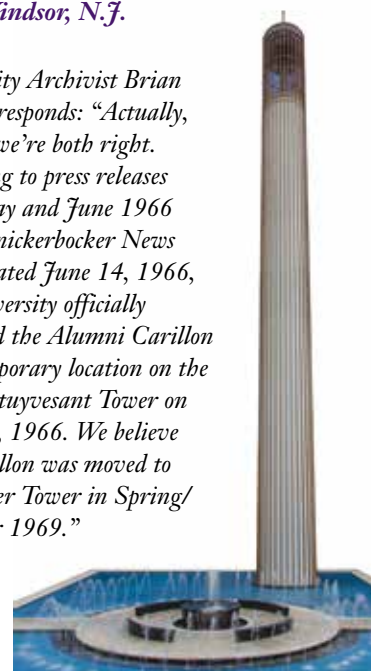 indsor, N.J.
ity Archivist Brian
responds: “Actually,
we’re both right.
g to press releases
ay and June 1966
nickerbocker News
ated June 14, 1966,
versity officially
d the Alumni Carillon
porary location on the
tuyvesant Tower on
, 1966. We believe
llon was moved to
er Tower in Spring/
r 1969.”